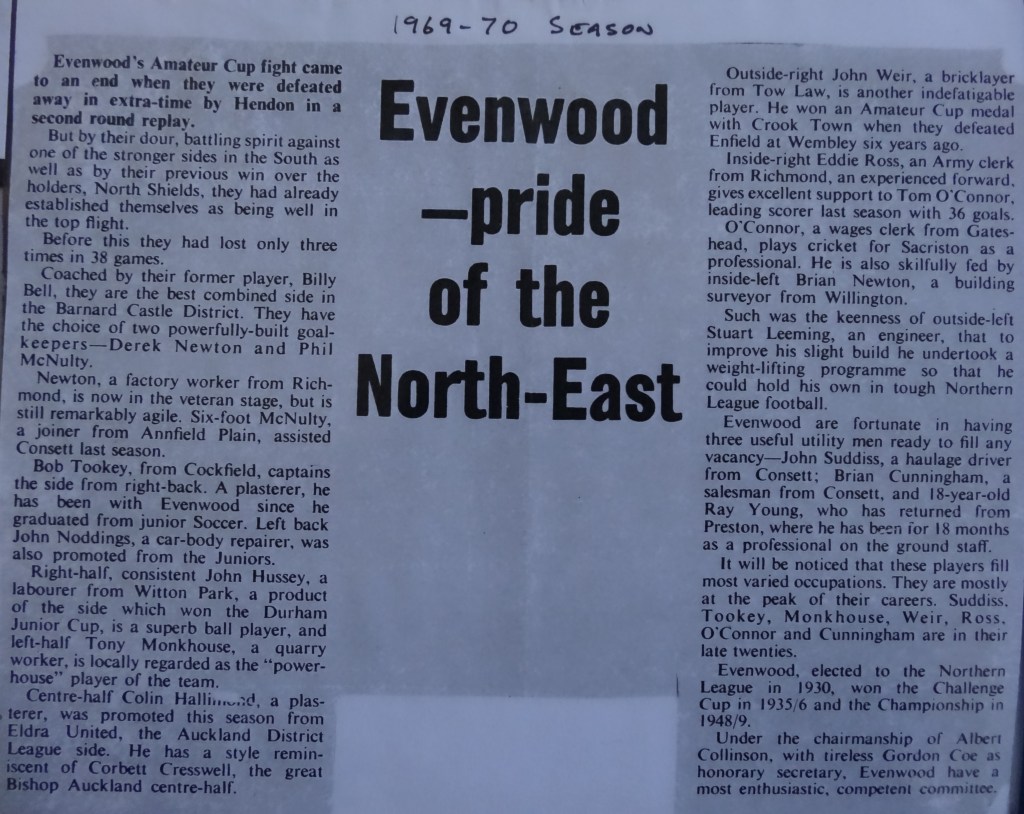 1969-70 SEASON
Evenwood's Amateur Cup fight came
to an end when they were defeated
away in extra-time by Hendon in a
second round replay.
But by their dour, battling spirit against
one of the stronger sides in the South as
well as by their previous win over the
holders, North Shields, they had already
established themselves as being well in
the top flight.
Before this they had lost only three
times in 38 games.
Coached by their former player, Billy
Bell, they are the best combined side in
the Barnard Castle District. They have
the choice of two powerfully-built goal-
keepers—Derek Newton and Phil
McNulty.
Newton, a factory worker from Rich-
mond, is now in the veteran stage, but is
still remarkably agile. Six-foot McNulty,
a joiner from Annfield Plain, assisted
Consett last season.
Bob Tookey, from Cockfield, captains
the side from right-back. A plasterer, he
has been with Evenwood since he
graduated from junior Soccer. Left back
John Noddings, a car-body repairer, was
also promoted from the Juniors.
Right-half, consistent John Hussey, a
labourer from Witton Park, a product
of the side which won the Durham
Junior Cup, is a superb ball player, and
left-half Tony Monkhouse, a quarry
worker, is locally regarded as the "power-
house" player of the team.
Centre-half Colin a plas-
terer, was promoted this season from
Eldra United, the Auckland District
League side. He has a style remin-
iscent of Corbett Cresswell, the great
Bishop Auckland centre-half.
Evenwood
—pride
of the
North-East
Outside-right John Weir, a bricklayer
from Tow Law, is another indefatigable
player. He won an Amateur Cup medal
with Crook Town when they defeated
Enfield at Wembley six years ago.
Inside-right Eddie Ross, an Army clerk
from Richmond, an experienced forward,
gives excellent support to Tom O'Connor,
leading scorer last season with 36 goals.
O'Connor, a wages clerk from Gates-
head, plays cricket for Sacriston as a
professional. He is also skilfully fed by
inside-left Brian Newton, a building
surveyor from Willington.
Such was the keenness of outside-left
Stuart Leeming, an engineer, that to
improve his slight build he undertook a
weight-lifting programme so that he
could hold his own in tough Northern
League football.
Evenwood are fortunate in having
three useful utility men ready to fill any
vacancy—John Suddiss, a haulage driver
from Consett; Brian Cunningham, a
salesman from Consett, and 18-year-old
Ray Young, who has returned from
Preston, where he has been for 18 months
as a professional on the ground staff.
It will be noticed that these players fill
most varied occupations. They are mostly
at the peak of their careers. Suddiss,
Tookey, Monkhouse, Weir, Ross,
O'Connor and Cunningham are in their
late twenties.
Evenwood, elected to the Northern
League in 1930, won the Challenge
Cup in 1935/6 and the Championship in
1948/9.
Under the chairmanship of Albert
Collinson, with tireless Gordon Coe as
honorary secretary, Evenwood have a
most enthusiastic, competent committee.